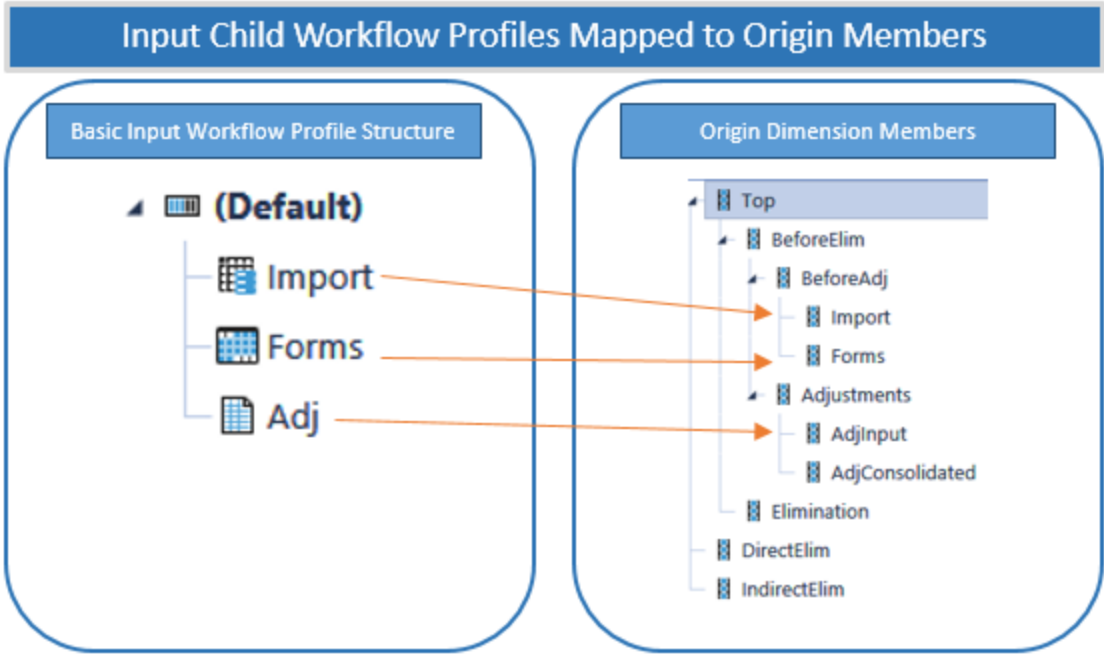 Input Child Workflow Profiles Mapped to Origin Members
Basic Input Workflow Profile Structure
(Default)
Import
Forms
Adj
Origin Dimension Members
Top
BeforeElim
BeforeAdj
Import
Forms
Adjustments
AdjInput
AdjConsolidated
Elimination
DirectElim
IndirectElim